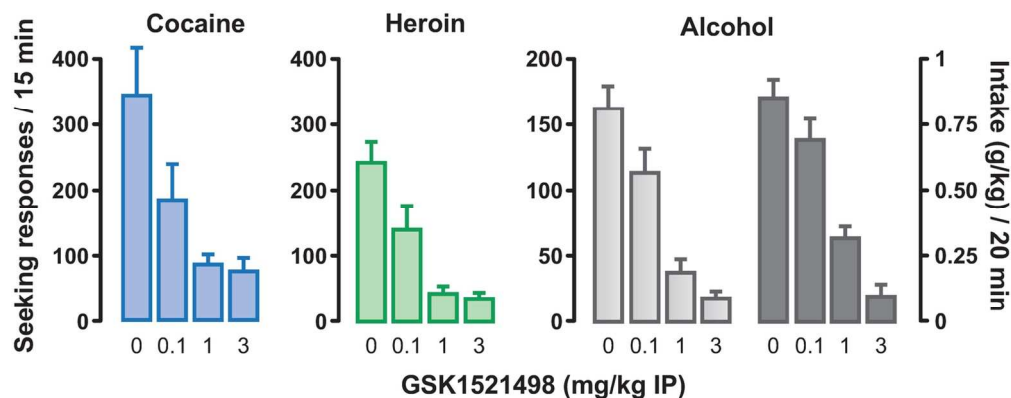 Cocaine
Heroin
Alcohol
Seeking responses / 15 min
400
300
200
100
0
0 0.1 1 3
400
300
200
100
0
0 0.1 1 3
200
150
100
50
0
0 0.1 1 3
0 0.1 1 3
1
0.75
0.50
0.25
0
Intake (g/kg) / 20 min
GSK1521498 (mg/kg IP)